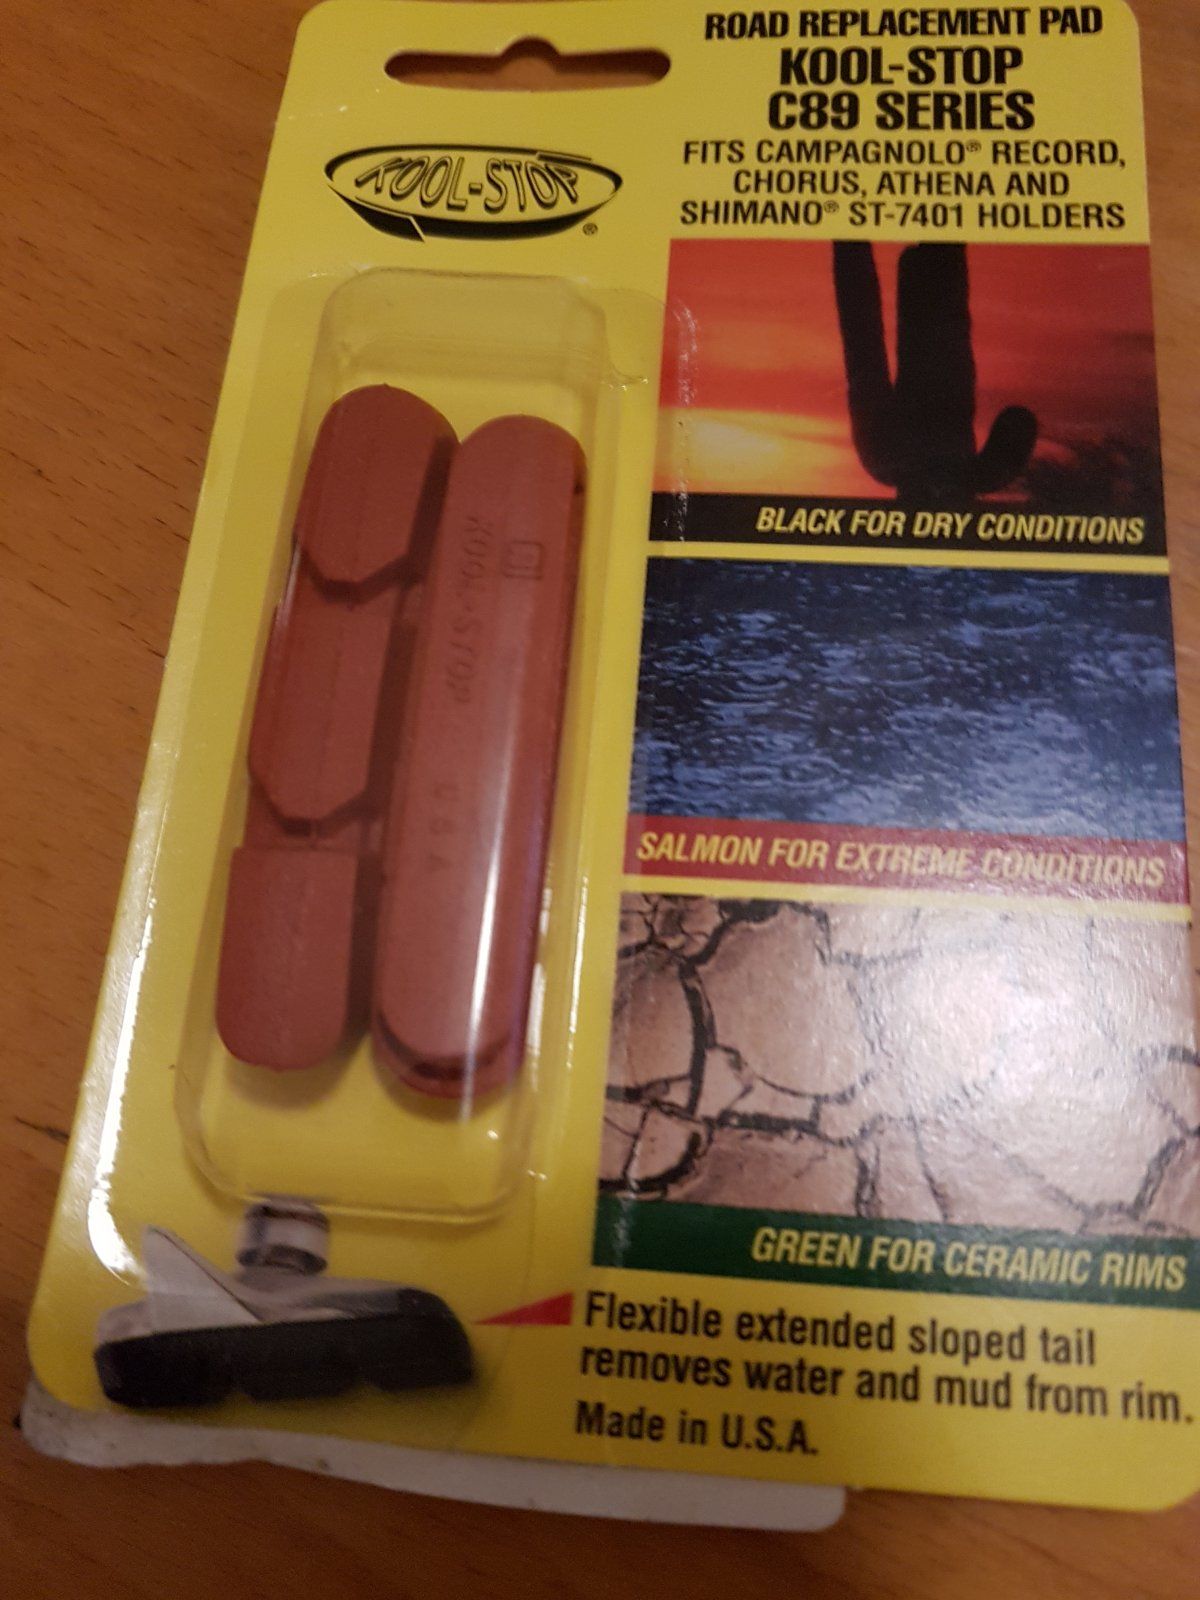 ROAD REPLACEMENT PAD
KOOL-STOP
C89 SERIES
FITS CAMPAGNOLO® RECORD,
CHORUS, ATHENA AND
SHIMANO® ST-7401 HOLDERS
KOOL-STOP ®
KOOL-STOP U.S.A
BLACK FOR DRY CONDITIONS
SALMON FOR EXTREME CONDITIONS
GREEN FOR CERAMIC RIMS
Flexible extended sloped tail
removes water and mud from rim.
Made in U.S.A.